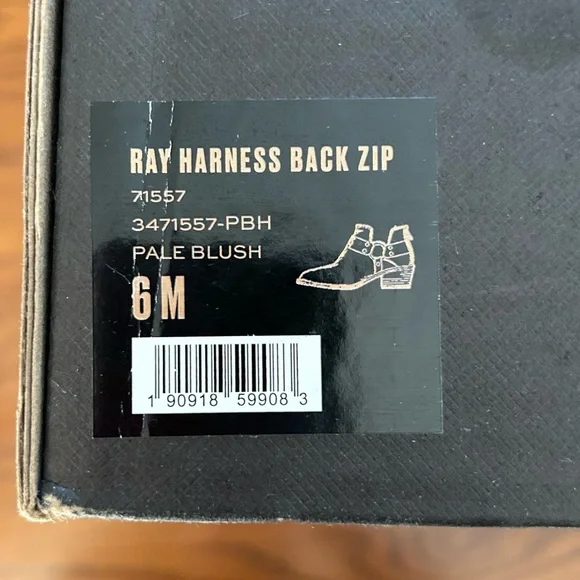 RAY HARNESS BACK ZIP
71557
3471557-PBH
PALE BLUSH
6 M
1 90918 59908 3